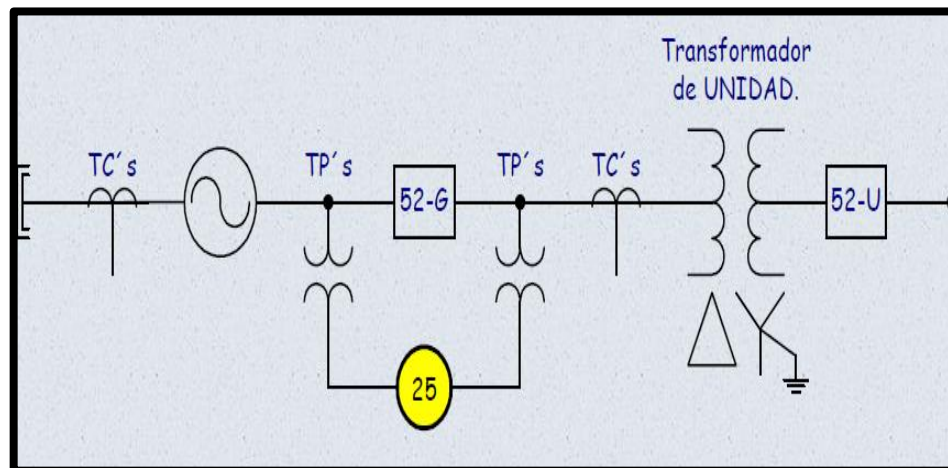 Transformador
de UNIDAD.
TC´s
TP´s
52-G
TP´s
TC´s
52-U
25